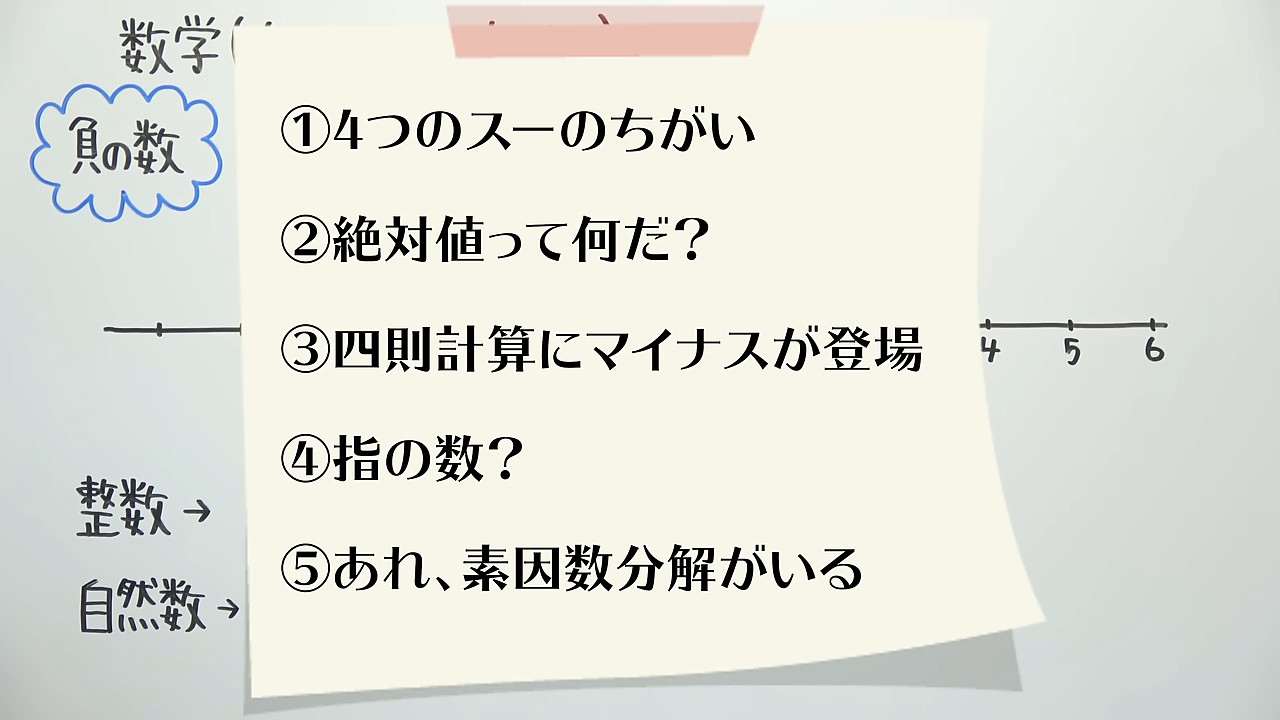 数学
負の数
①4つのスーのちがい
②絶対値って何だ？
③四則計算にマイナスが登場
④指の数？
⑤あれ、素因数分解がいる
4 5 6
整数→
自然数→